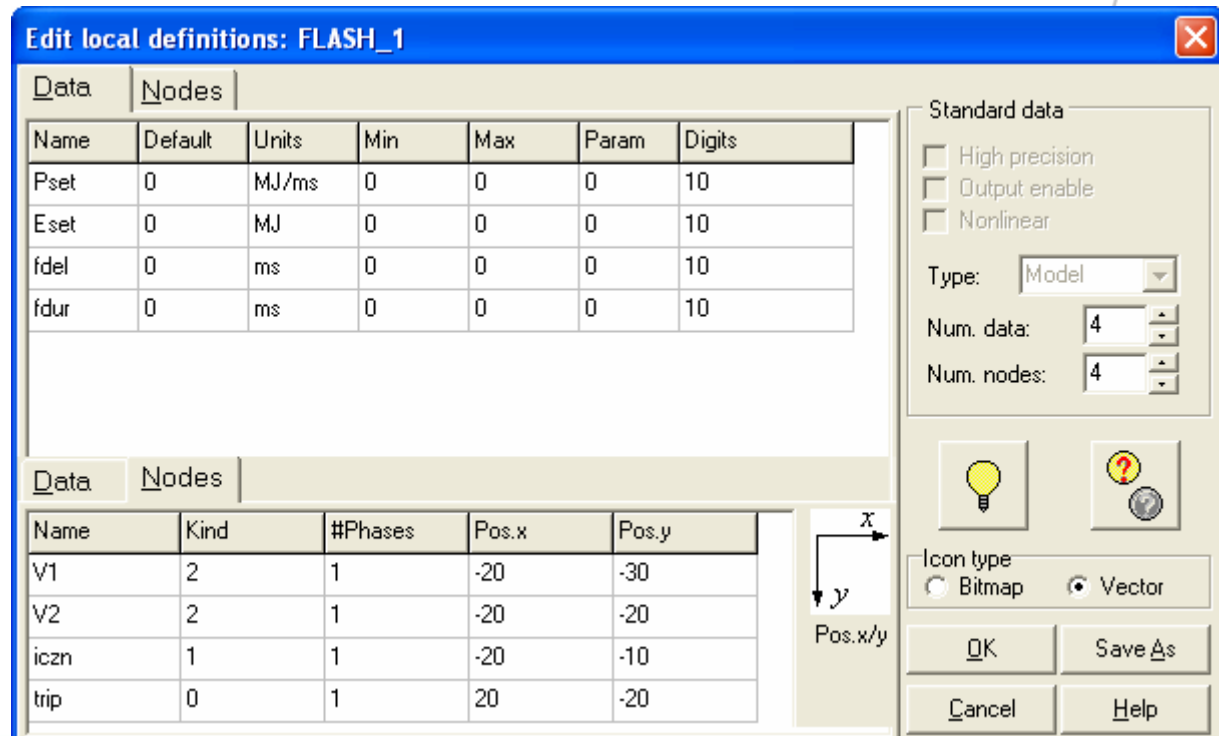 Edit local definitions: FLASH_1
Data Nodes
Name Default Units Min Max Param Digits
Pset 0 MJ/ms 0 0 0 10
Eset 0 MJ 0 0 0 10
fdel 0 ms 0 0 0 10
fdur 0 ms 0 0 0 10
Data Nodes
Name Kind #Phases Pos.x Pos.y
V1 2 1 -20 -30
V2 2 1 -20 -20
iczn 1 1 -20 -10
trip 0 1 20 -20
x
y
Pos.x/y
Standard data
High precision
Output enable
Nonlinear
Type: Model
Num. data: 4
Num. nodes: 4
?
?
Icon type
Bitmap Vector
OK Save As
Cancel Help